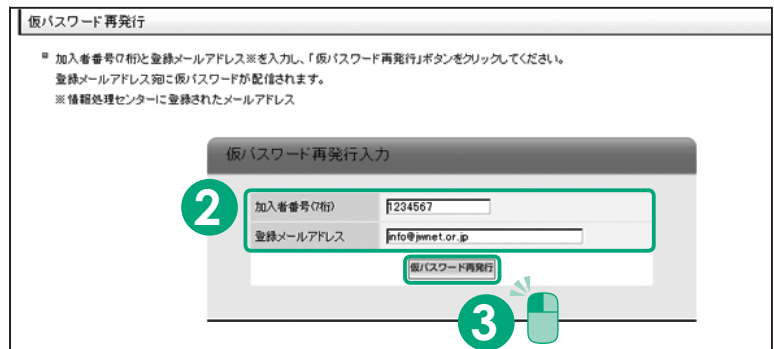 仮パスワード再発行
加入者番号(7桁)と登録メールアドレス※を入力し、「仮パスワード再発行」ボタンをクリックしてください。
登録メールアドレス宛に仮パスワードが配信されます。
※情報処理センターに登録されたメールアドレス
仮パスワード再発行入力
2
加入者番号(7桁) 1234567
登録メールアドレス info@jwnet.or.jp
仮パスワード再発行
3